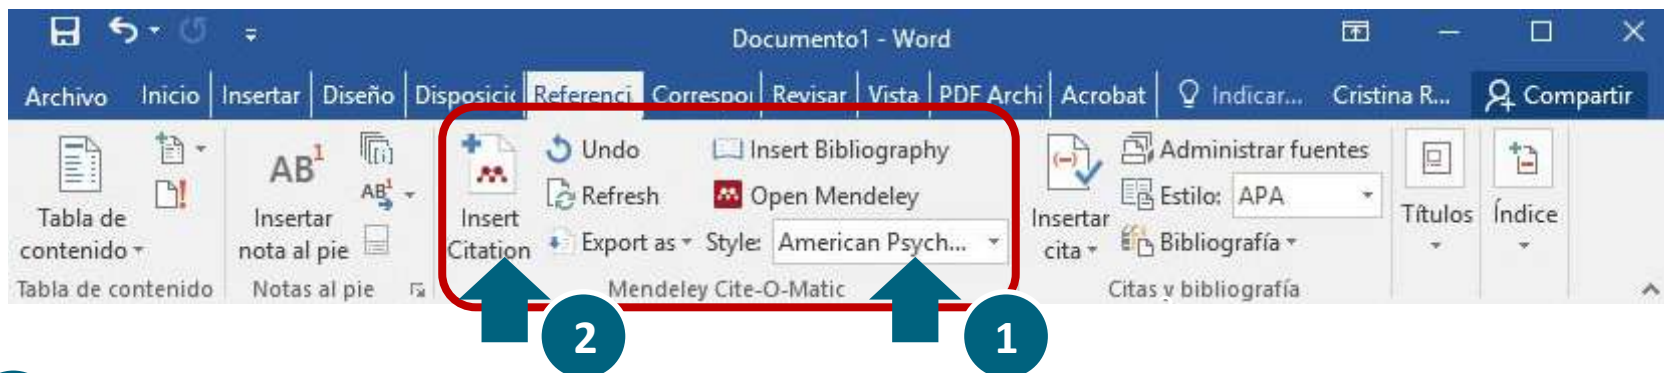 Documento1 - Word
Archivo Inicio Insertar Diseño Disposici Referenci Correspo Revisar Vista PDF Archi Acrobat Indicar... Cristina R... Compartir
Tabla de
contenido
Tabla de contenido
AB1
Insertar
nota al pie
AB1
Notas al pie
Insert
Citation
Undo
Refresh
Export as
Insert Bibliography
Open Mendeley
Style: American Psych...
Mendeley Cite-O-Matic
Insertar
cita
Administrar fuentes
Estilo: APA
Bibliografía
Citas y bibliografía
Títulos
Índice
2
1